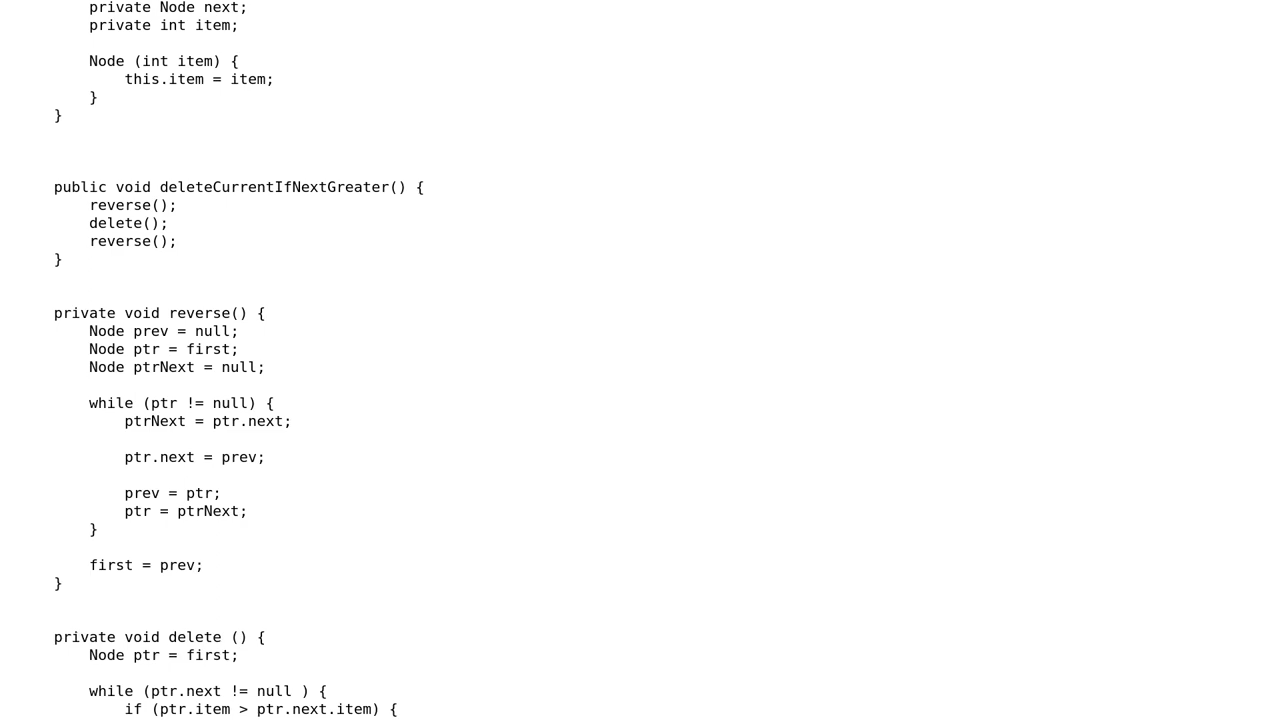 private Node next;
private int item;
Node (int item) {
this.item = item;
}
}
public void deleteCurrentIfNextGreater() {
reverse();
delete();
reverse();
}
private void reverse() {
Node prev = null;
Node ptr = first;
Node ptrNext = null;
while (ptr != null) {
ptrNext = ptr.next;
ptr.next = prev;
prev = ptr;
ptr = ptrNext;
}
first = prev;
}
private void delete () {
Node ptr = first;
while (ptr.next != null ) {
if (ptr.item > ptr.next.item) {